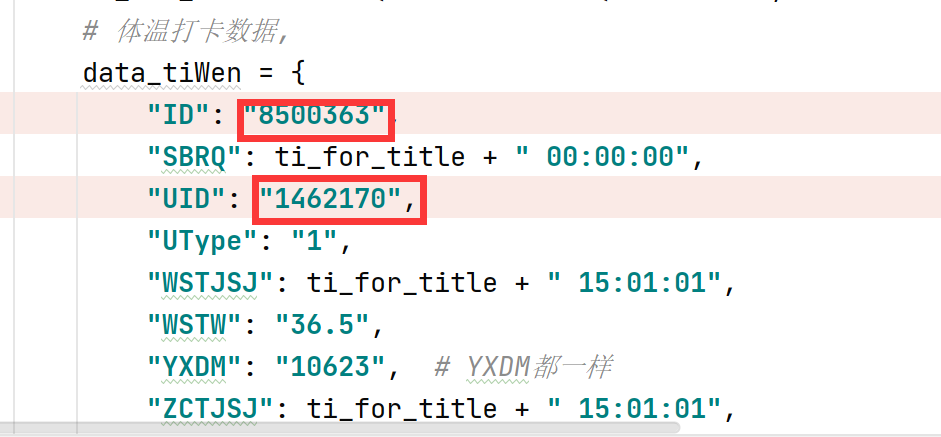 # 体温打卡数据,
data_tiWen = {
"ID": "8500363",
"SBRQ": ti_for_title + " 00:00:00",
"UID": "1462170",
"UType": "1",
"WSTJSJ": ti_for_title + " 15:01:01",
"WSTW": "36.5",
"YXDM": "10623", # YXDM都一样
"ZCTJSJ": ti_for_title + " 15:01:01",